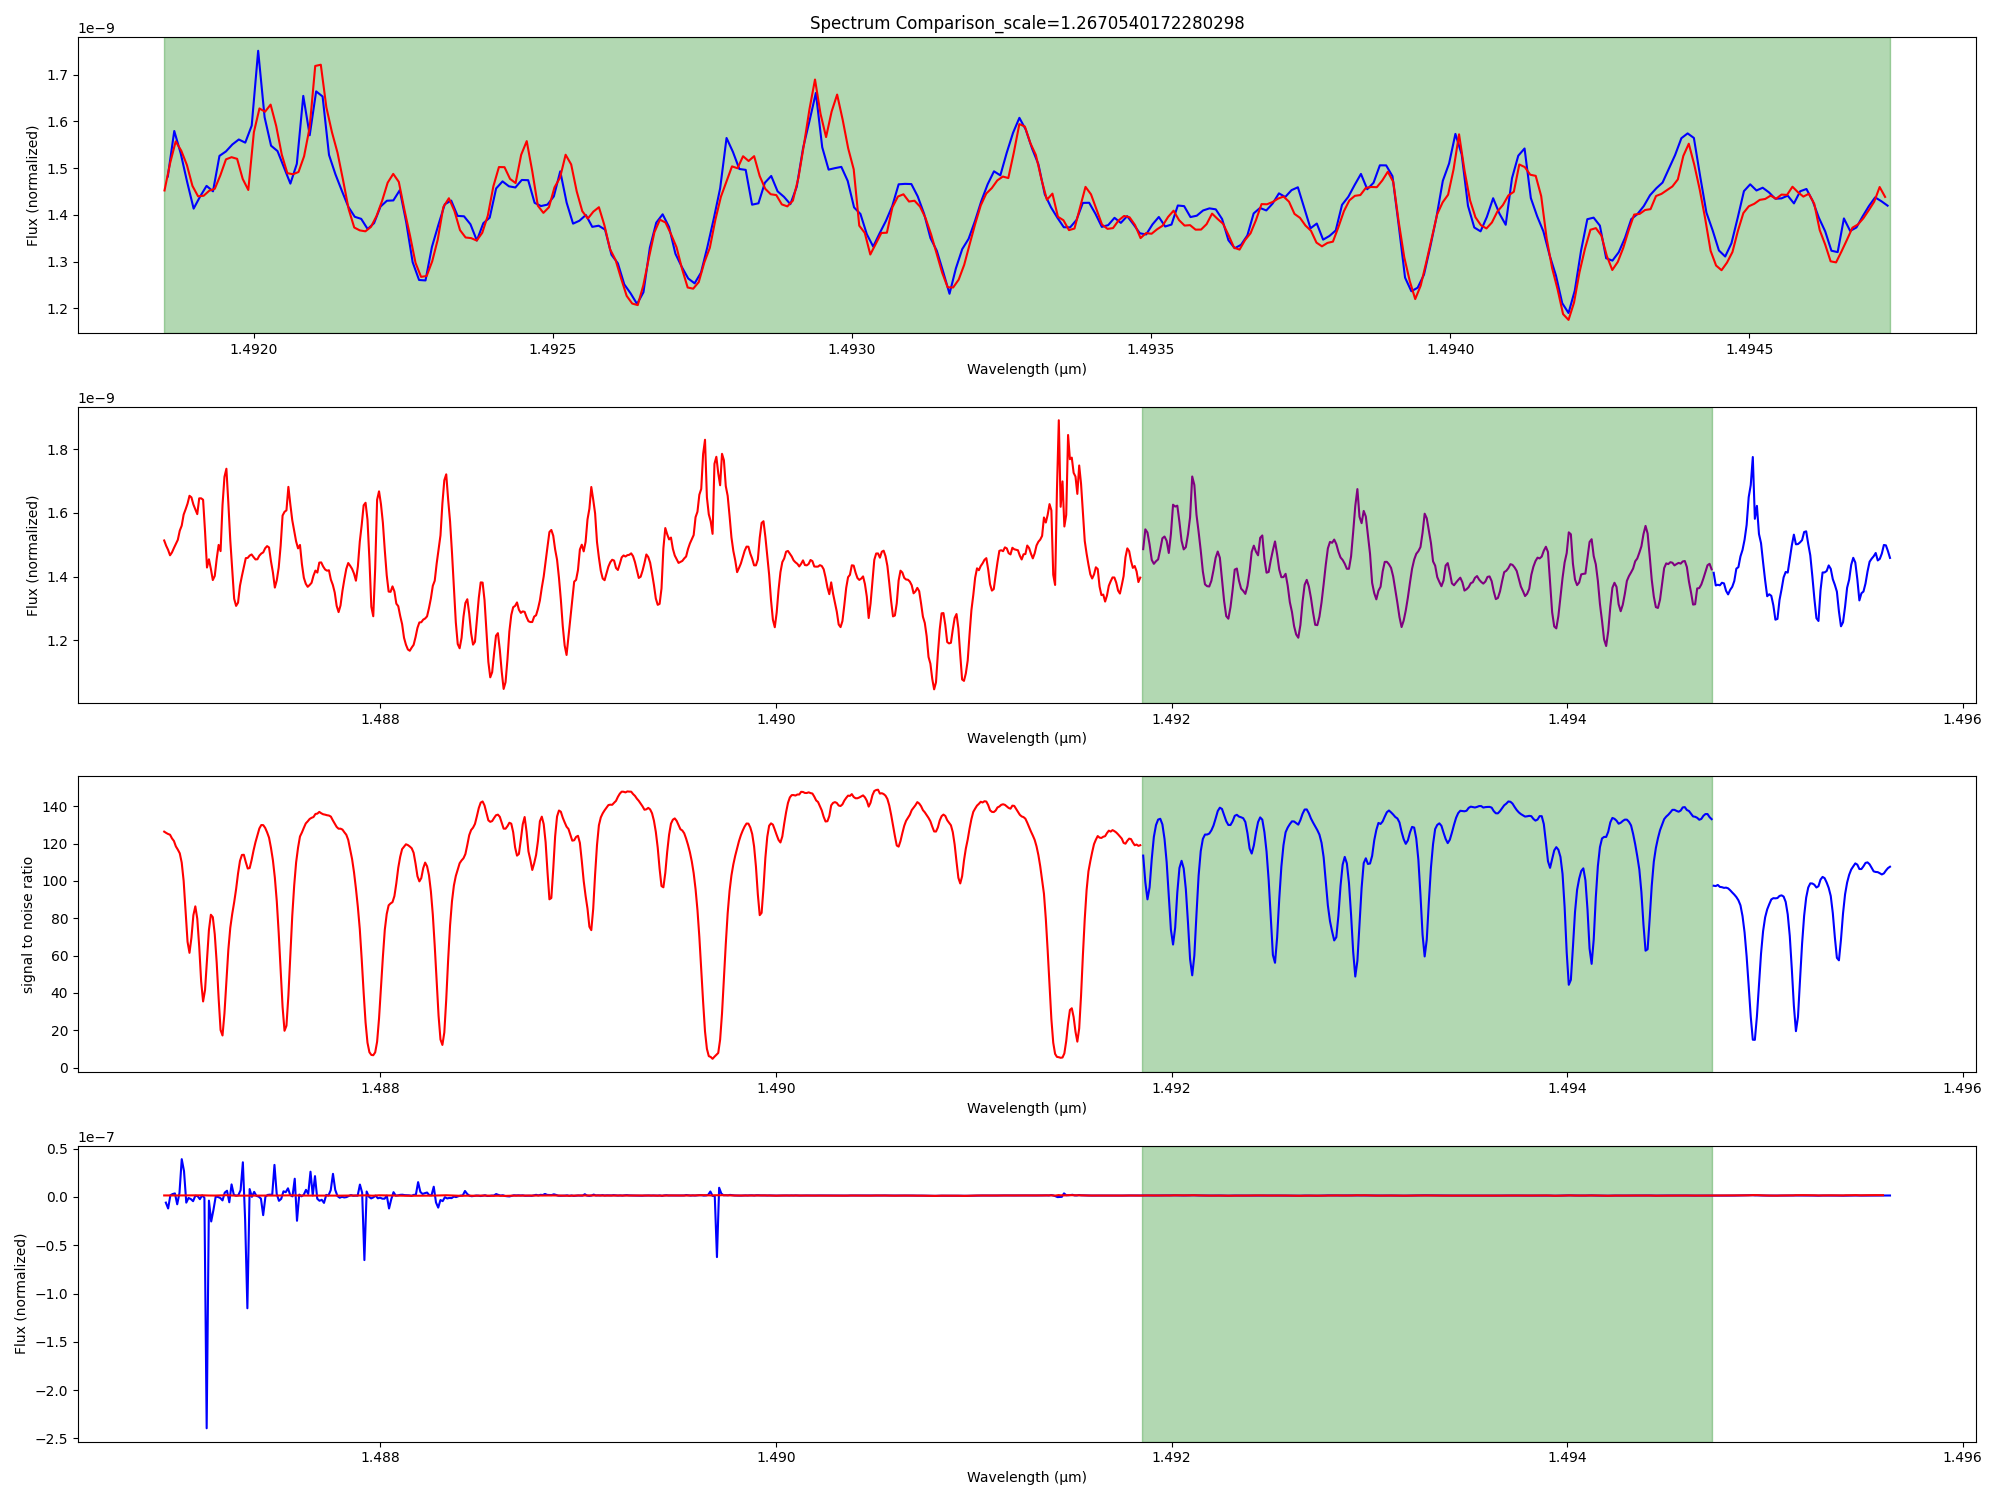 Spectrum Comparison_scale=1.2670540172280298
1e−9
1.7
1.6
1.5
1.4
1.3
1.2
Flux (normalized)
1.4920 1.4925 1.4930 1.4935 1.4940 1.4945
Wavelength (μm)
1e−9
1.8
1.6
1.4
1.2
Flux (normalized)
1.488 1.490 1.492 1.494 1.496
Wavelength (μm)
140
120
100
80
60
40
20
0
signal to noise ratio
1.488 1.490 1.492 1.494 1.496
Wavelength (μm)
1e−7
0.5
0.0
−0.5
−1.0
−1.5
−2.0
−2.5
Flux (normalized)
1.488 1.490 1.492 1.494 1.496
Wavelength (μm)